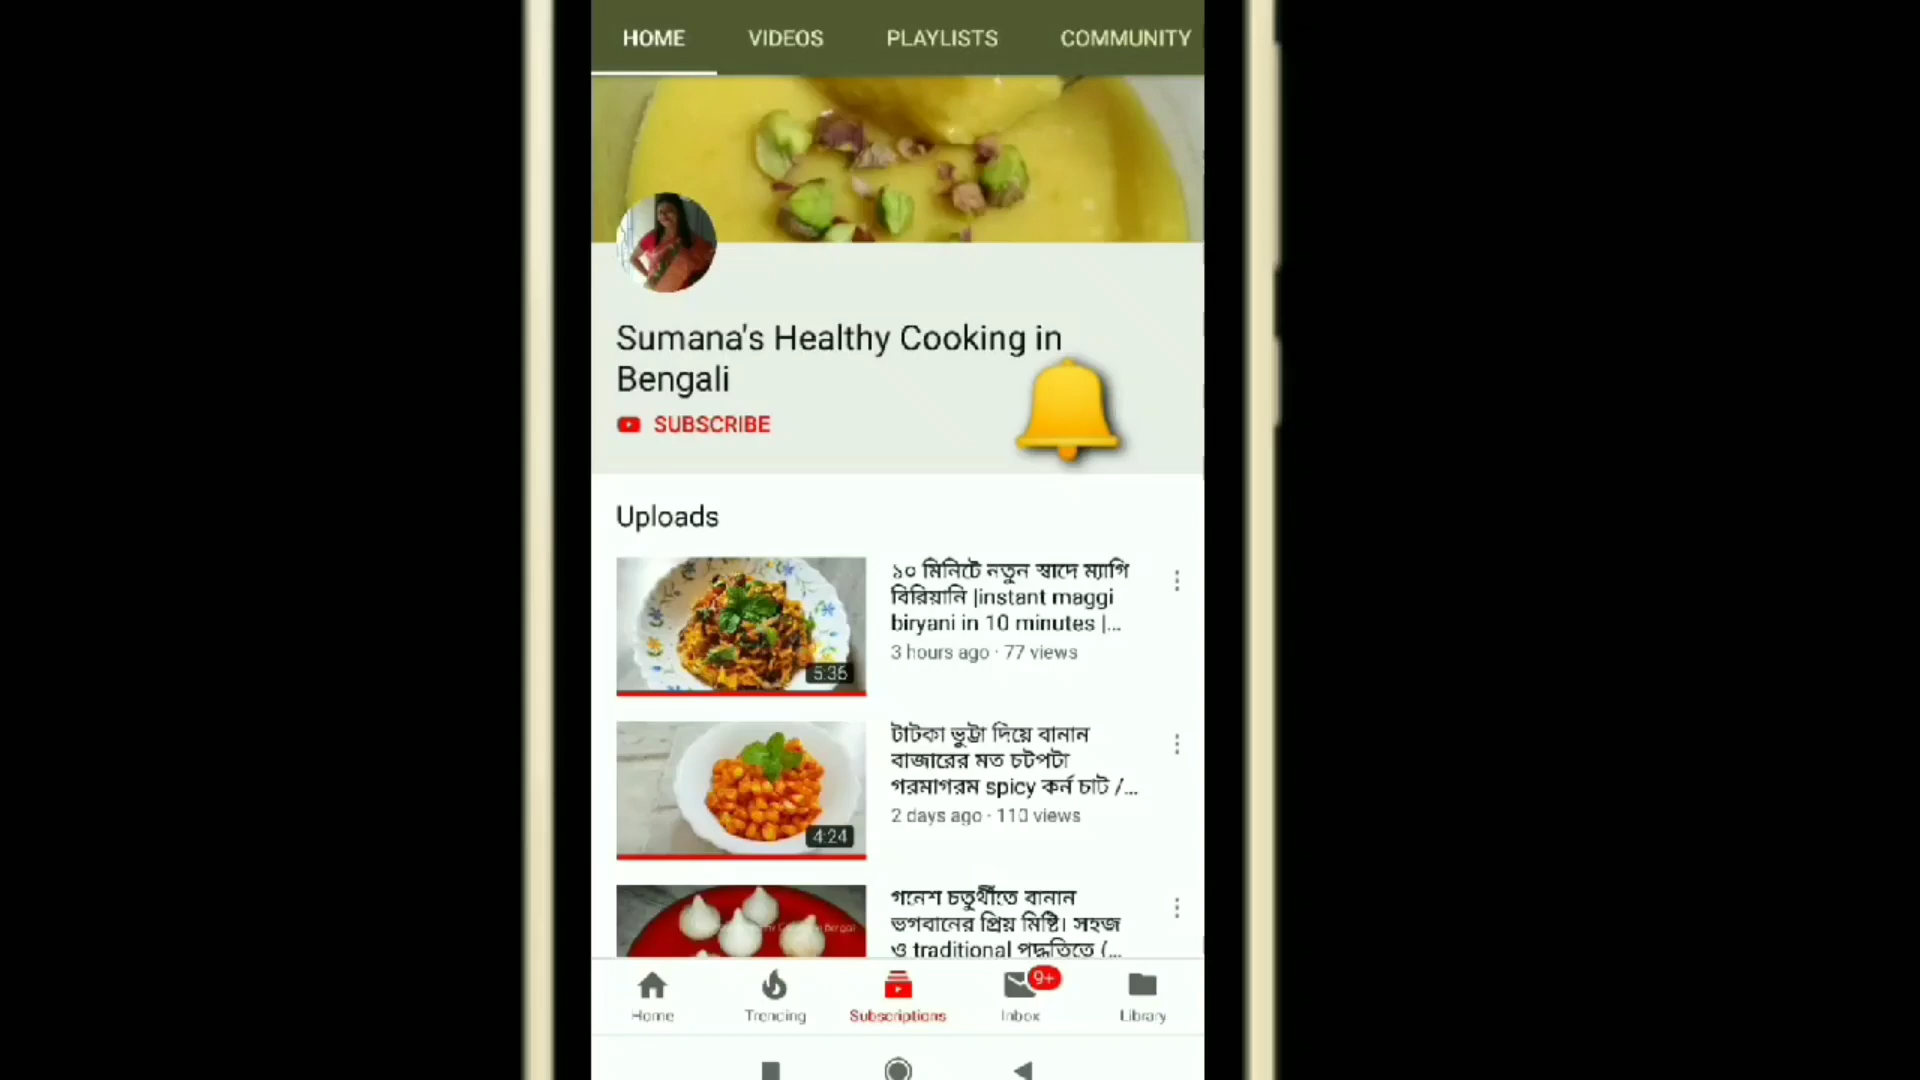 HOME VIDEOS PLAYLISTS COMMUNITY
Sumana's Healthy Cooking in
Bengali
SUBSCRIBE
Uploads
১০ মিনিটে নতুন স্বাদে ম্যাগি
বিরিয়ানি |instant maggi
biryani in 10 minutes |...
3 hours ago · 77 views
5:36
টাটকা ভুট্টা দিয়ে বানান
বাজারের মত চটপটা
গরমাগরম spicy কর্ন চাট /...
2 days ago · 110 views
4:24
গনেশ চতুর্থীতে বানান
ভগবানের প্রিয় মিষ্টি। সহজ
ও traditional পদ্ধতিতে (...
9+
Home Trending Subscriptions Inbox Library